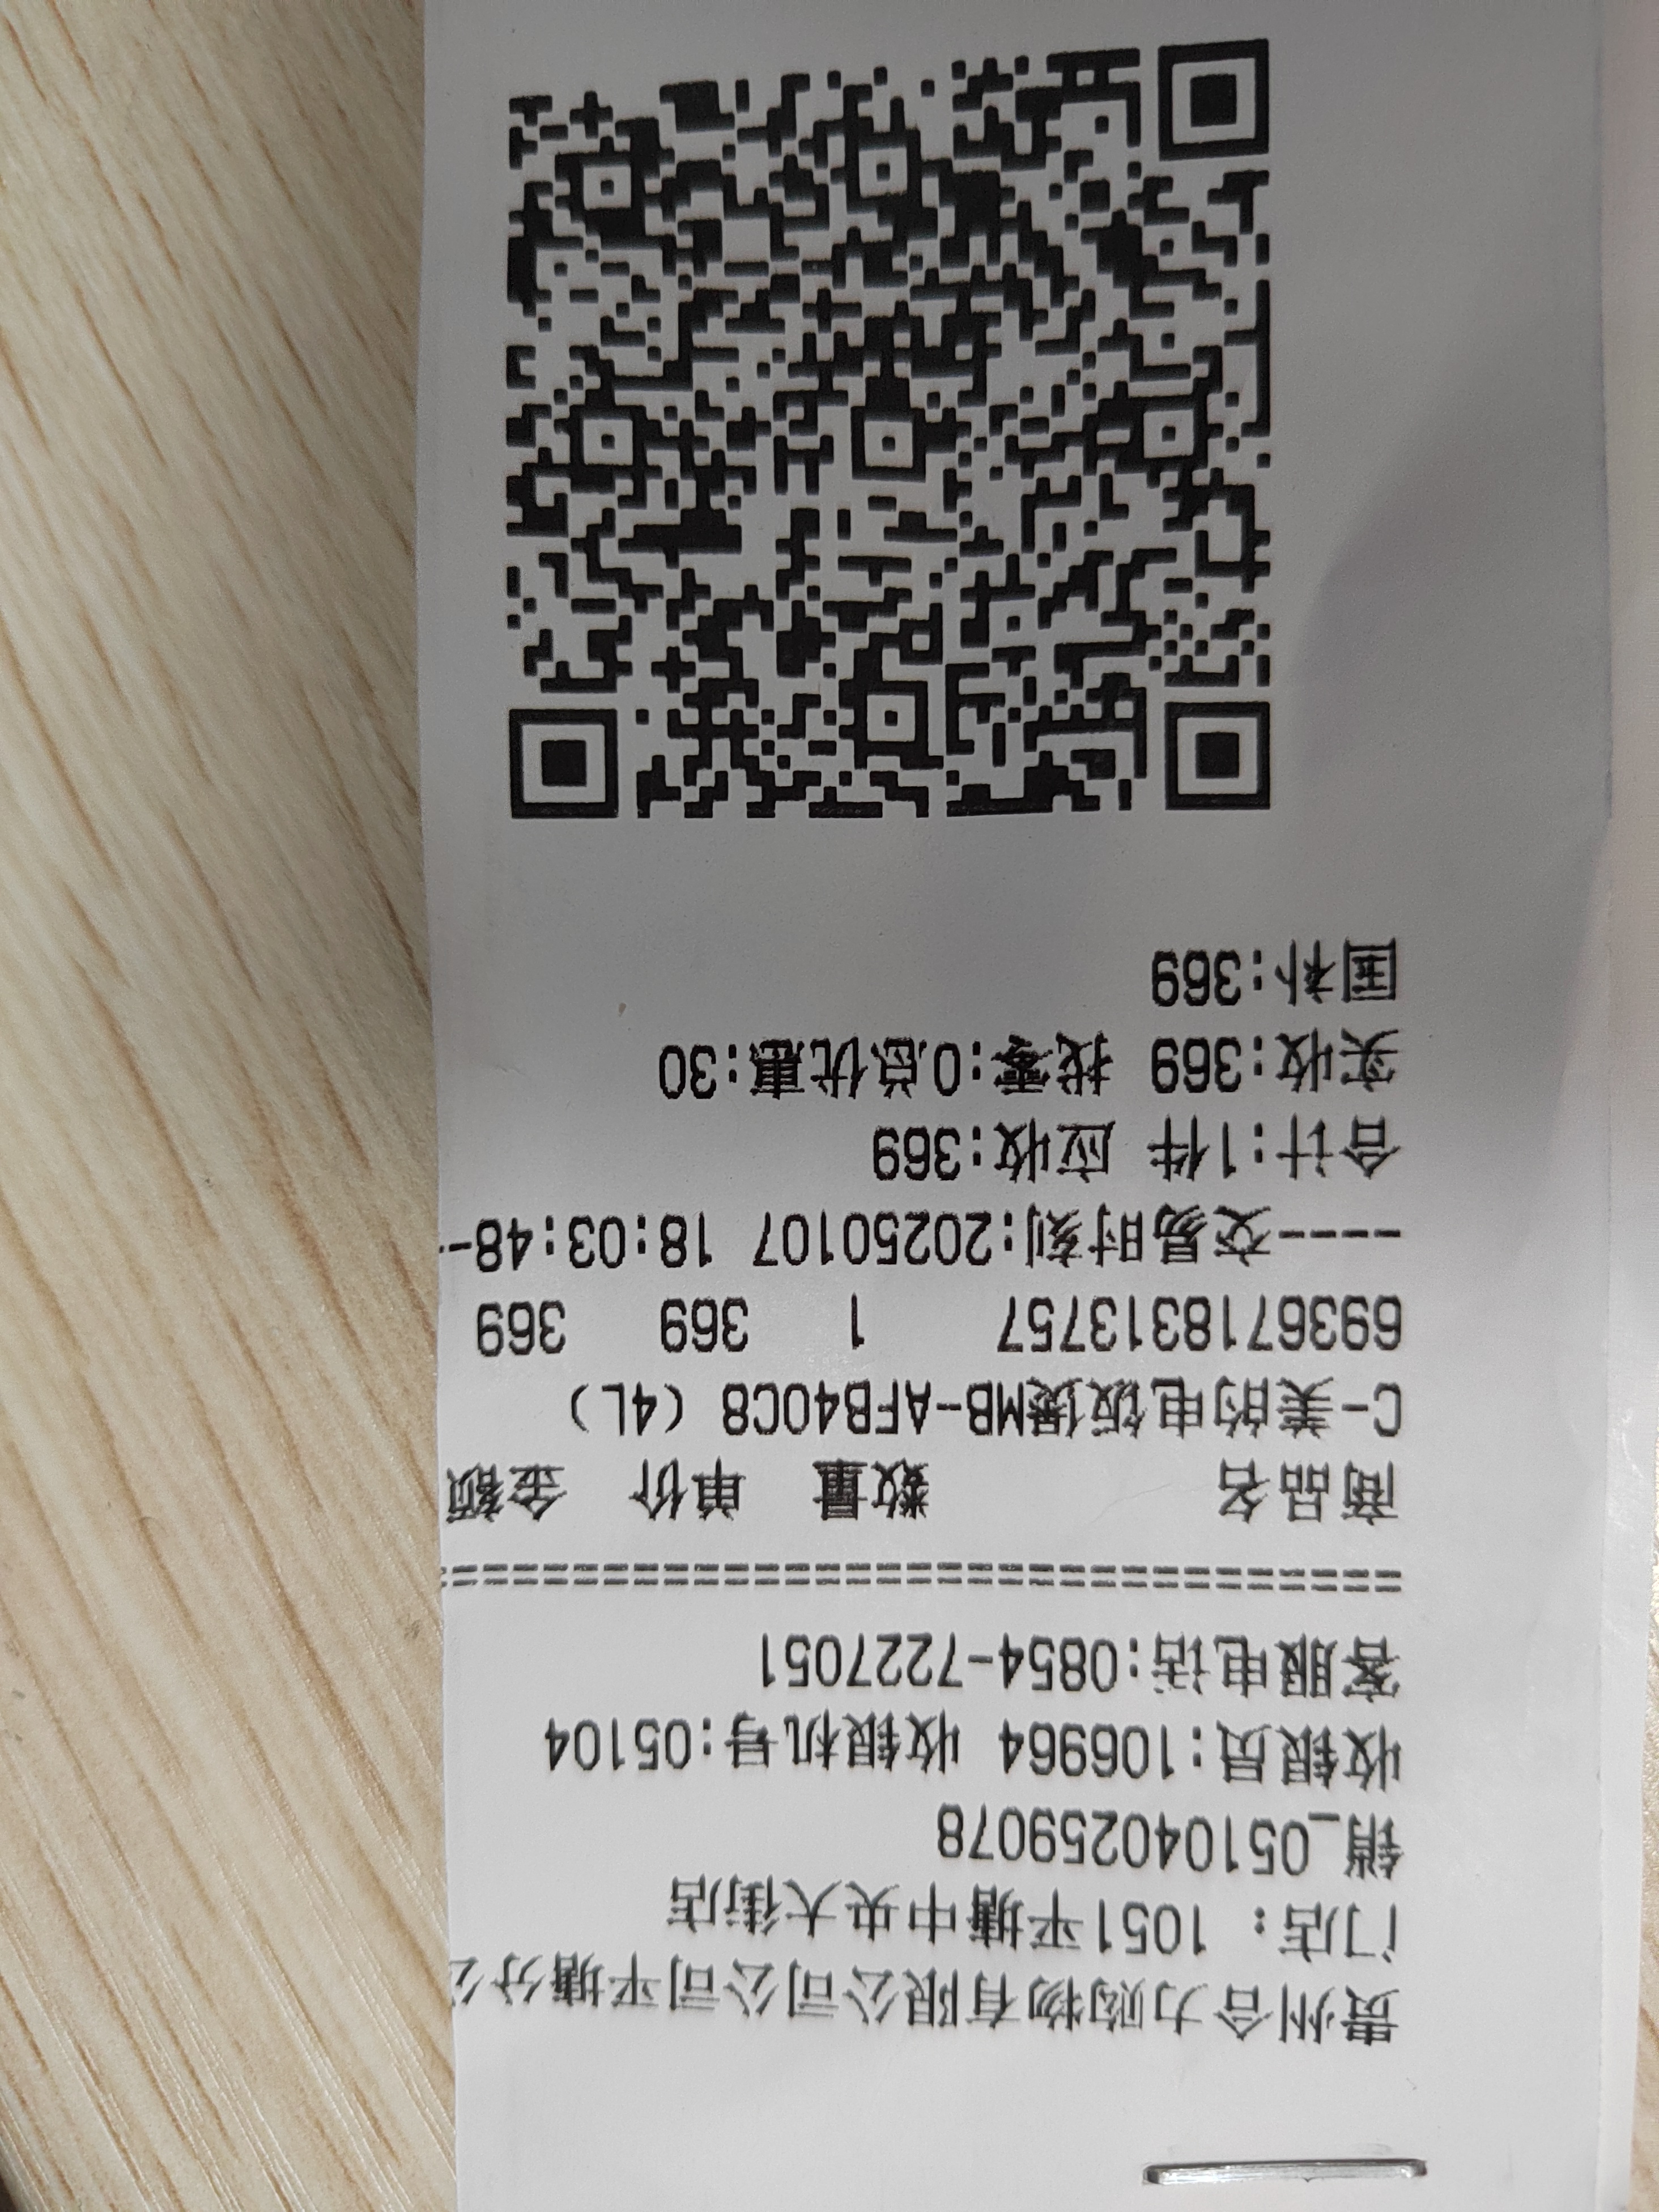 贵州合力购物有限公司公司平塘分公
门店： 1051平塘中央大街店
销_051040259078
收银员:106964 收银机号:05104
客服电话:0854-7227051
================================
商品名 数量 单价 金额
C-美的电饭煲MB-AFB40C8（4L）
6936718313757 1 369 369
----交易时刻:20250107 18:03:48--
合计:1件 应收:369
实收:369 找零:0总优惠:30
国补:369